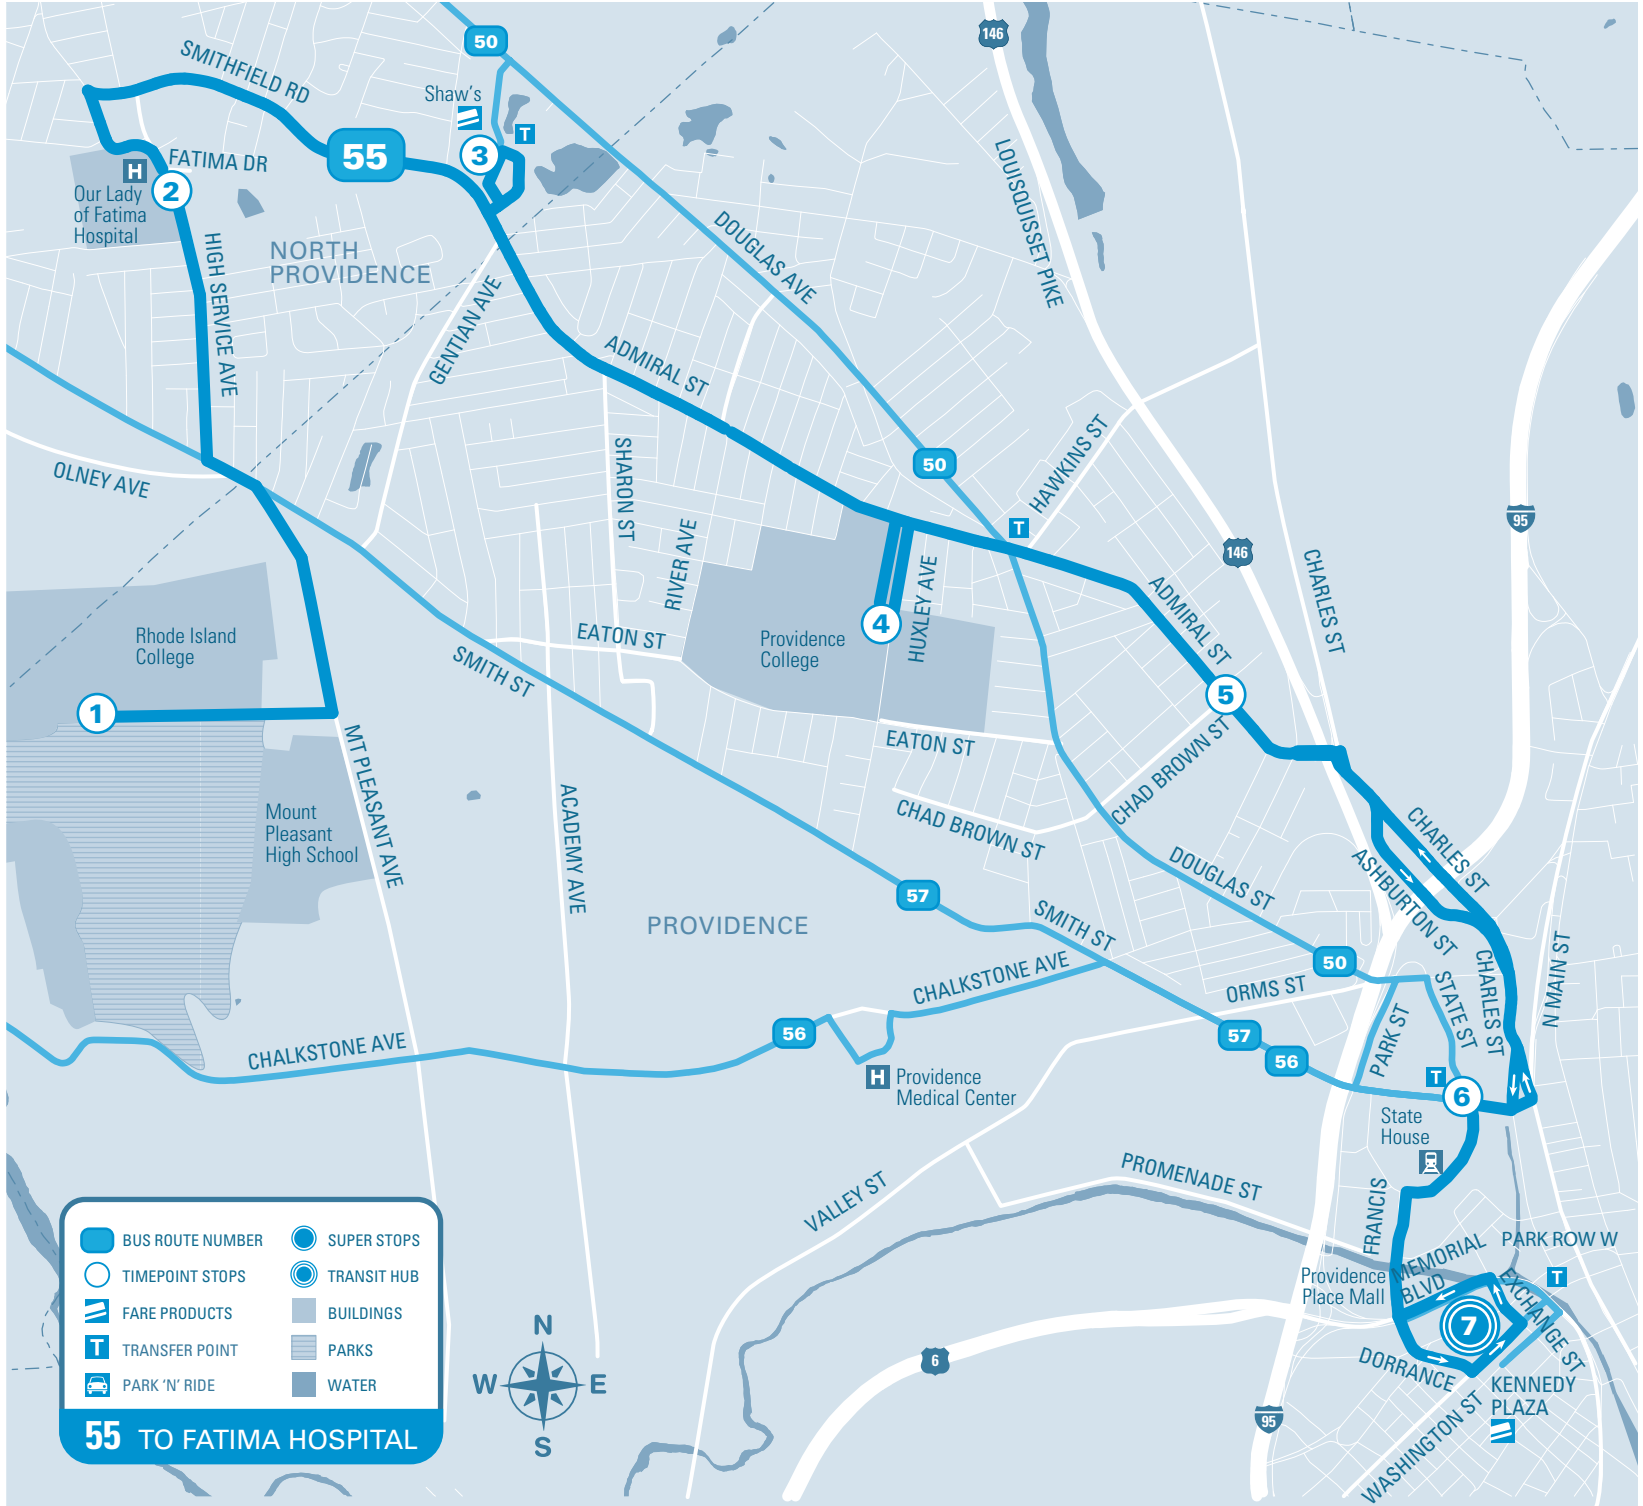 50
146
SMITHFIELD RD
Shaw's
T
55
3
FATIMA DR
H
2
Our Lady
of Fatima
Hospital
LOUISQUISSET PIKE
DOUGLAS AVE
NORTH
PROVIDENCE
HIGH SERVICE AVE
GENTIAN AVE
ADMIRAL ST
HAWKINS ST
SHARON ST
50
OLNEY AVE
T
95
146
RIVER AVE
HUXLEY AVE
CHARLES ST
ADMIRAL ST
4
Rhode Island
College
EATON ST
Providence
College
SMITH ST
1
5
MT PLEASANT AVE
EATON ST
CHAD BROWN ST
Mount
Pleasant
High School
ACADEMY AVE
CHAD BROWN ST
CHARLES ST
ASHBURTON ST
DOUGLAS ST
57
PROVIDENCE
SMITH ST
50
CHALKSTONE AVE
ORMS ST
STATE ST
CHARLES ST
N MAIN ST
PARK ST
56
57
56
CHALKSTONE AVE
H
Providence
Medical Center
T
6
State
House
PROMENADE ST
VALLEY ST
FRANCIS
MEMORIAL
BLVD
PARK ROW W
Providence
Place Mall
T
EXCHANGE ST
7
DORRANCE
6
KENNEDY
PLAZA
95
WASHINGTON ST
BUS ROUTE NUMBER
SUPER STOPS
TIMEPOINT STOPS
TRANSIT HUB
FARE PRODUCTS
BUILDINGS
T
TRANSFER POINT
PARKS
PARK 'N' RIDE
WATER
55 TO FATIMA HOSPITAL
N
W
E
S